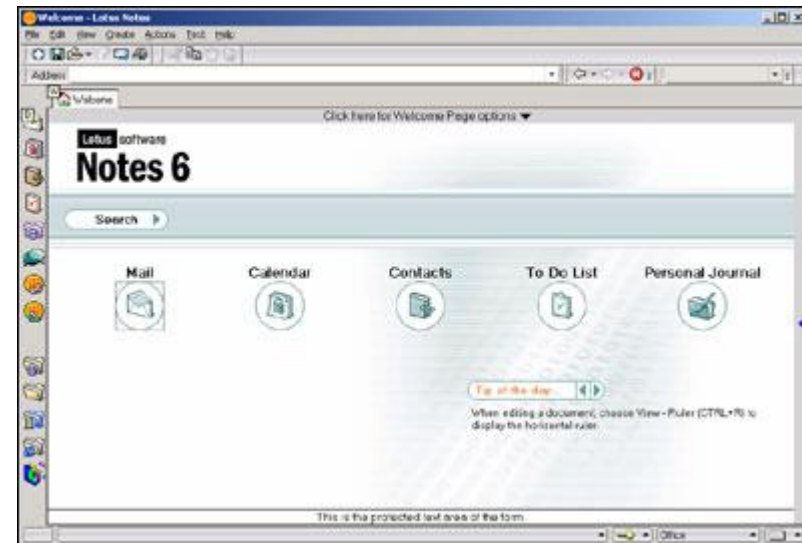 Welcome - Lotus Notes
File Edit View Create Actions Text Help
Address
Welcome
Click here for Welcome Page options
Lotus software
Notes 6
Search
Mail Calendar Contacts To Do List Personal Journal
Tip of the day...
When editing a document, choose View - Ruler (CTRL+R) to
display the horizontal ruler.
This is the protected text area of the form.
Office